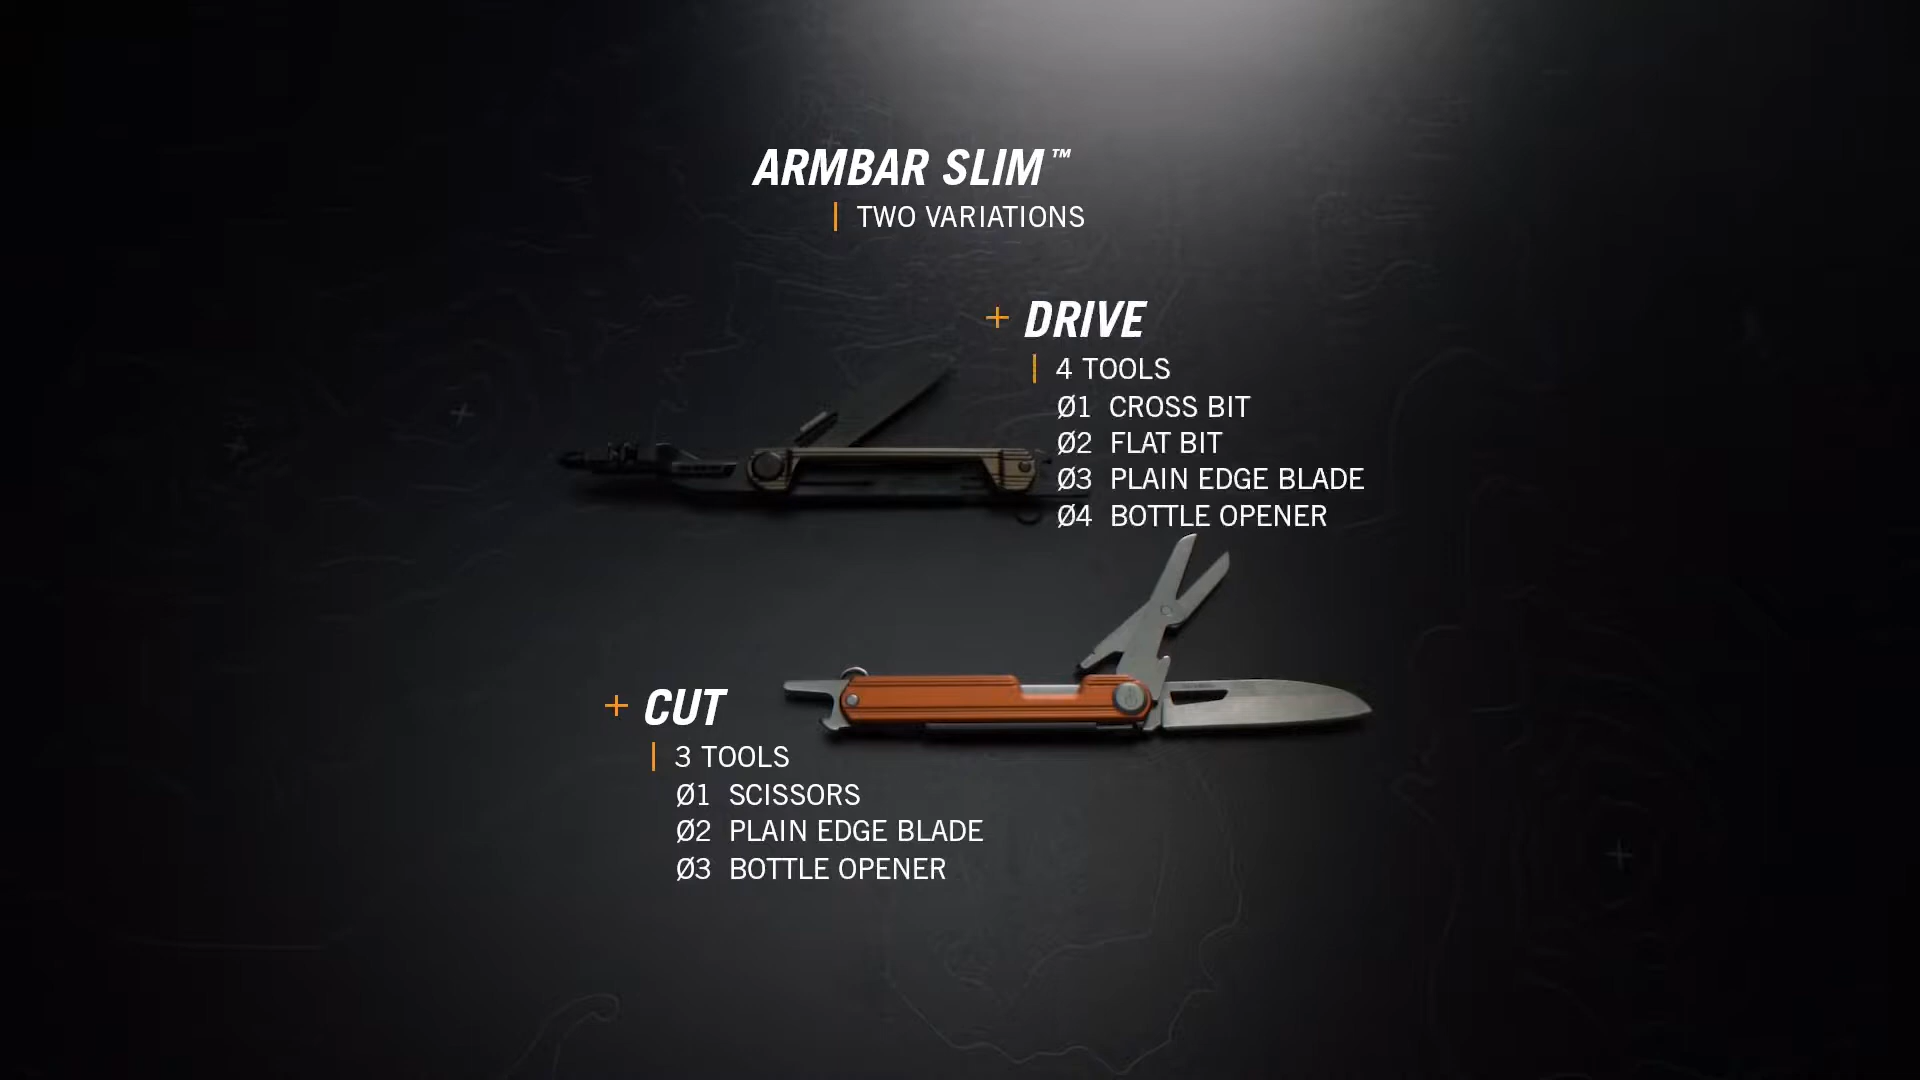 ARMBAR SLIM™
TWO VARIATIONS
+ DRIVE
4 TOOLS
Ø1 CROSS BIT
Ø2 FLAT BIT
Ø3 PLAIN EDGE BLADE
Ø4 BOTTLE OPENER
+ CUT
3 TOOLS
Ø1 SCISSORS
Ø2 PLAIN EDGE BLADE
Ø3 BOTTLE OPENER